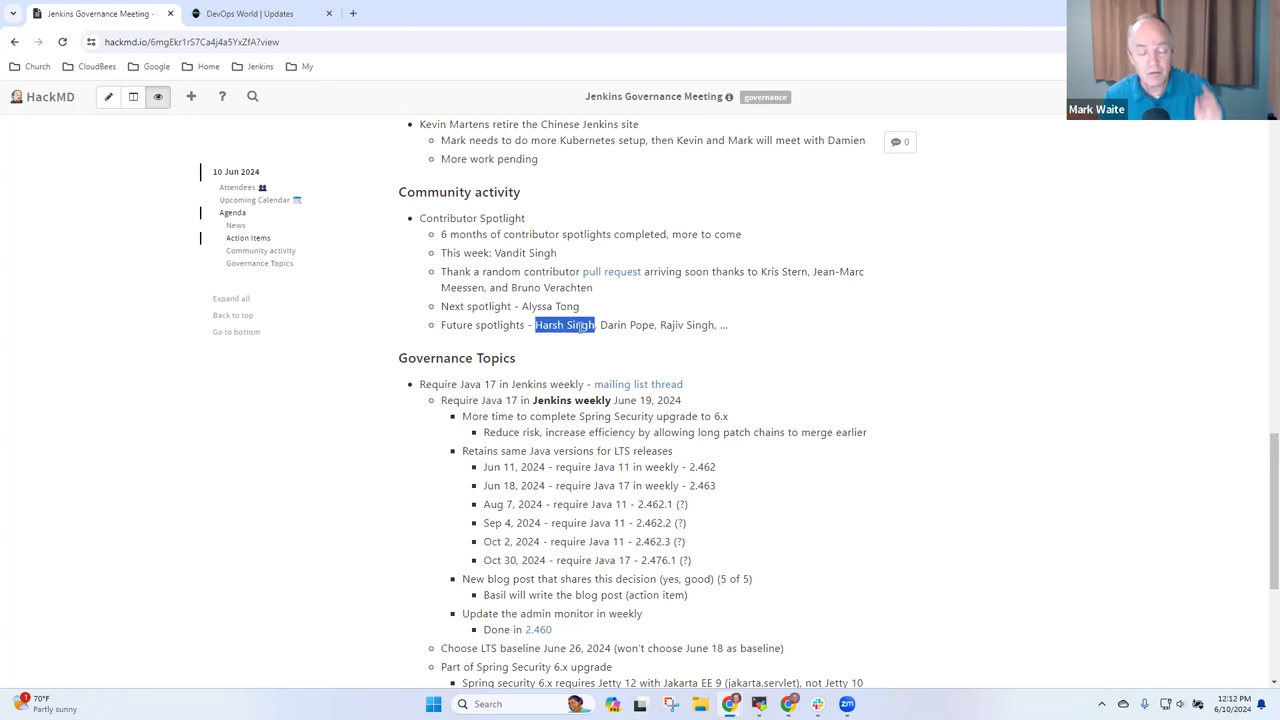 Jenkins Governance Meeting -
DevOps World | Updates
hackmd.io/6mgEkr1rS7Ca4j4a5YxZfA?view
Church
CloudBees
Google
Home
Jenkins
My
HackMD
Jenkins Governance Meeting
governance
Mark Waite
Kevin Martens retire the Chinese Jenkins site
Mark needs to do more Kubernetes setup, then Kevin and Mark will meet with Damien
0
More work pending
10 Jun 2024
Attendees
Upcoming Calendar
Agenda
News
Action Items
Community activity
Governance Topics
Expand all
Back to top
Go to bottom
Community activity
Contributor Spotlight
6 months of contributor spotlights completed, more to come
This week: Vandit Singh
Thank a random contributor pull request arriving soon thanks to Kris Stern, Jean-Marc
Meessen, and Bruno Verachten
Next spotlight - Alyssa Tong
Future spotlights - Harsh Singh, Darin Pope, Rajiv Singh, ...
Governance Topics
Require Java 17 in Jenkins weekly - mailing list thread
Require Java 17 in Jenkins weekly June 19, 2024
More time to complete Spring Security upgrade to 6.x
Reduce risk, increase efficiency by allowing long patch chains to merge earlier
Retains same Java versions for LTS releases
Jun 11, 2024 - require Java 11 in weekly - 2.462
Jun 18, 2024 - require Java 17 in weekly - 2.463
Aug 7, 2024 - require Java 11 - 2.462.1 (?)
Sep 4, 2024 - require Java 11 - 2.462.2 (?)
Oct 2, 2024 - require Java 11 - 2.462.3 (?)
Oct 30, 2024 - require Java 17 - 2.476.1 (?)
New blog post that shares this decision (yes, good) (5 of 5)
Basil will write the blog post (action item)
Update the admin monitor in weekly
Done in 2.460
Choose LTS baseline June 26, 2024 (won't choose June 18 as baseline)
Part of Spring Security 6.x upgrade
Spring security 6.x requires Jetty 12 with Jakarta EE 9 (jakarta.servlet), not Jetty 10
1
70°F
Partly sunny
Search
zm
12:12 PM
6/10/2024